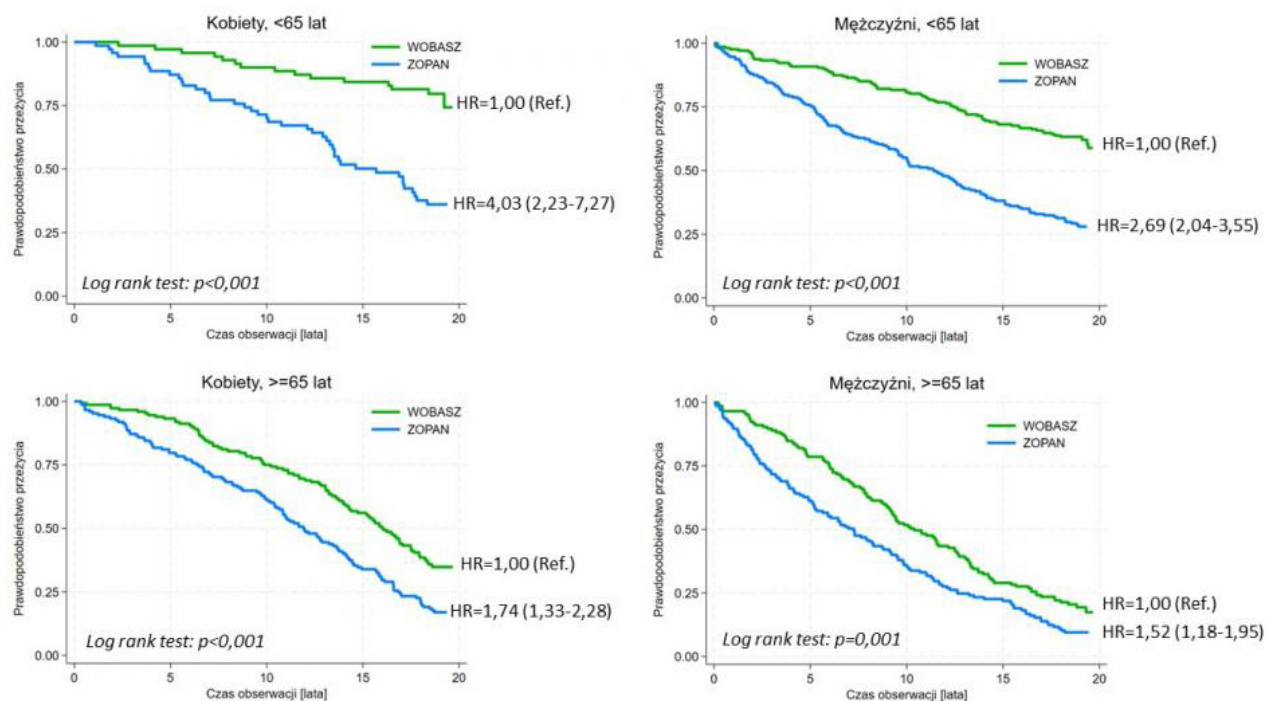 Kobiety, <65 lat
Prawdopodobieństwo przeżycia
1.00
0.75
0.50
0.25
0.00
WOBASZ
ZOPAN
HR=1,00 (Ref.)
HR=4,03 (2,23-7,27)
Log rank test: p<0,001
0 5 10 15 20
Czas obserwacji [lata]
Mężczyźni, <65 lat
Prawdopodobieństwo przeżycia
1.00
0.75
0.50
0.25
0.00
WOBASZ
ZOPAN
HR=1,00 (Ref.)
HR=2,69 (2,04-3,55)
Log rank test: p<0,001
0 5 10 15 20
Czas obserwacji [lata]
Kobiety, >=65 lat
Prawdopodobieństwo przeżycia
1.00
0.75
0.50
0.25
0.00
WOBASZ
ZOPAN
HR=1,00 (Ref.)
HR=1,74 (1,33-2,28)
Log rank test: p<0,001
0 5 10 15 20
Czas obserwacji [lata]
Mężczyźni, >=65 lat
Prawdopodobieństwo przeżycia
1.00
0.75
0.50
0.25
0.00
WOBASZ
ZOPAN
HR=1,00 (Ref.)
HR=1,52 (1,18-1,95)
Log rank test: p=0,001
0 5 10 15 20
Czas obserwacji [lata]